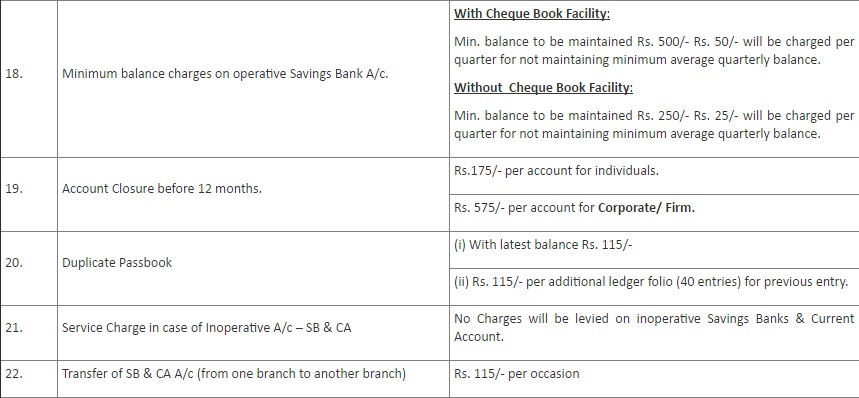 With Cheque Book Facility:
Min. balance to be maintained Rs. 500/- Rs. 50/- will be charged per
quarter for not maintaining minimum average quarterly balance.
18.
Minimum balance charges on operative Savings Bank A/c.
Without Cheque Book Facility:
Min. balance to be maintained Rs. 250/- Rs. 25/- will be charged per
quarter for not maintaining minimum average quarterly balance.
19.
Account Closure before 12 months.
Rs.175/- per account for individuals.
Rs. 575/- per account for Corporate/ Firm.
20.
Duplicate Passbook
(i) With latest balance Rs. 115/-
(ii) Rs. 115/- per additional ledger folio (40 entries) for previous entry.
21.
Service Charge in case of Inoperative A/c – SB & CA
No Charges will be levied on inoperative Savings Banks & Current
Account.
22.
Transfer of SB & CA A/c (from one branch to another branch)
Rs. 115/- per occasion